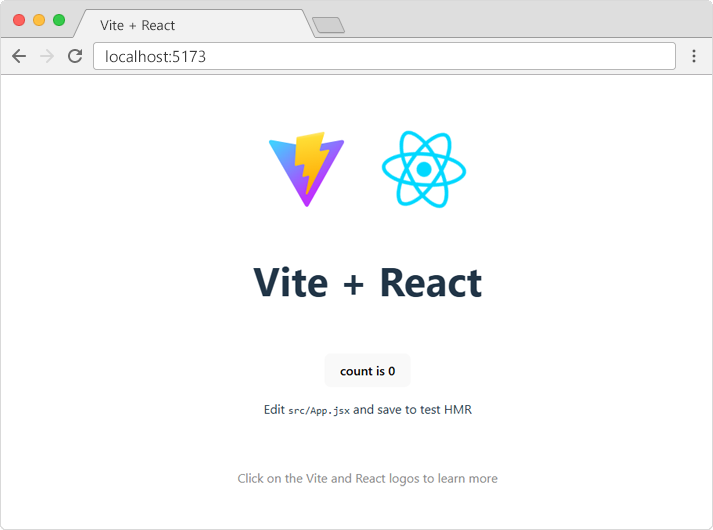 Vite + React
localhost:5173
Vite + React
count is 0
Edit src/App.jsx and save to test HMR
Click on the Vite and React logos to learn more